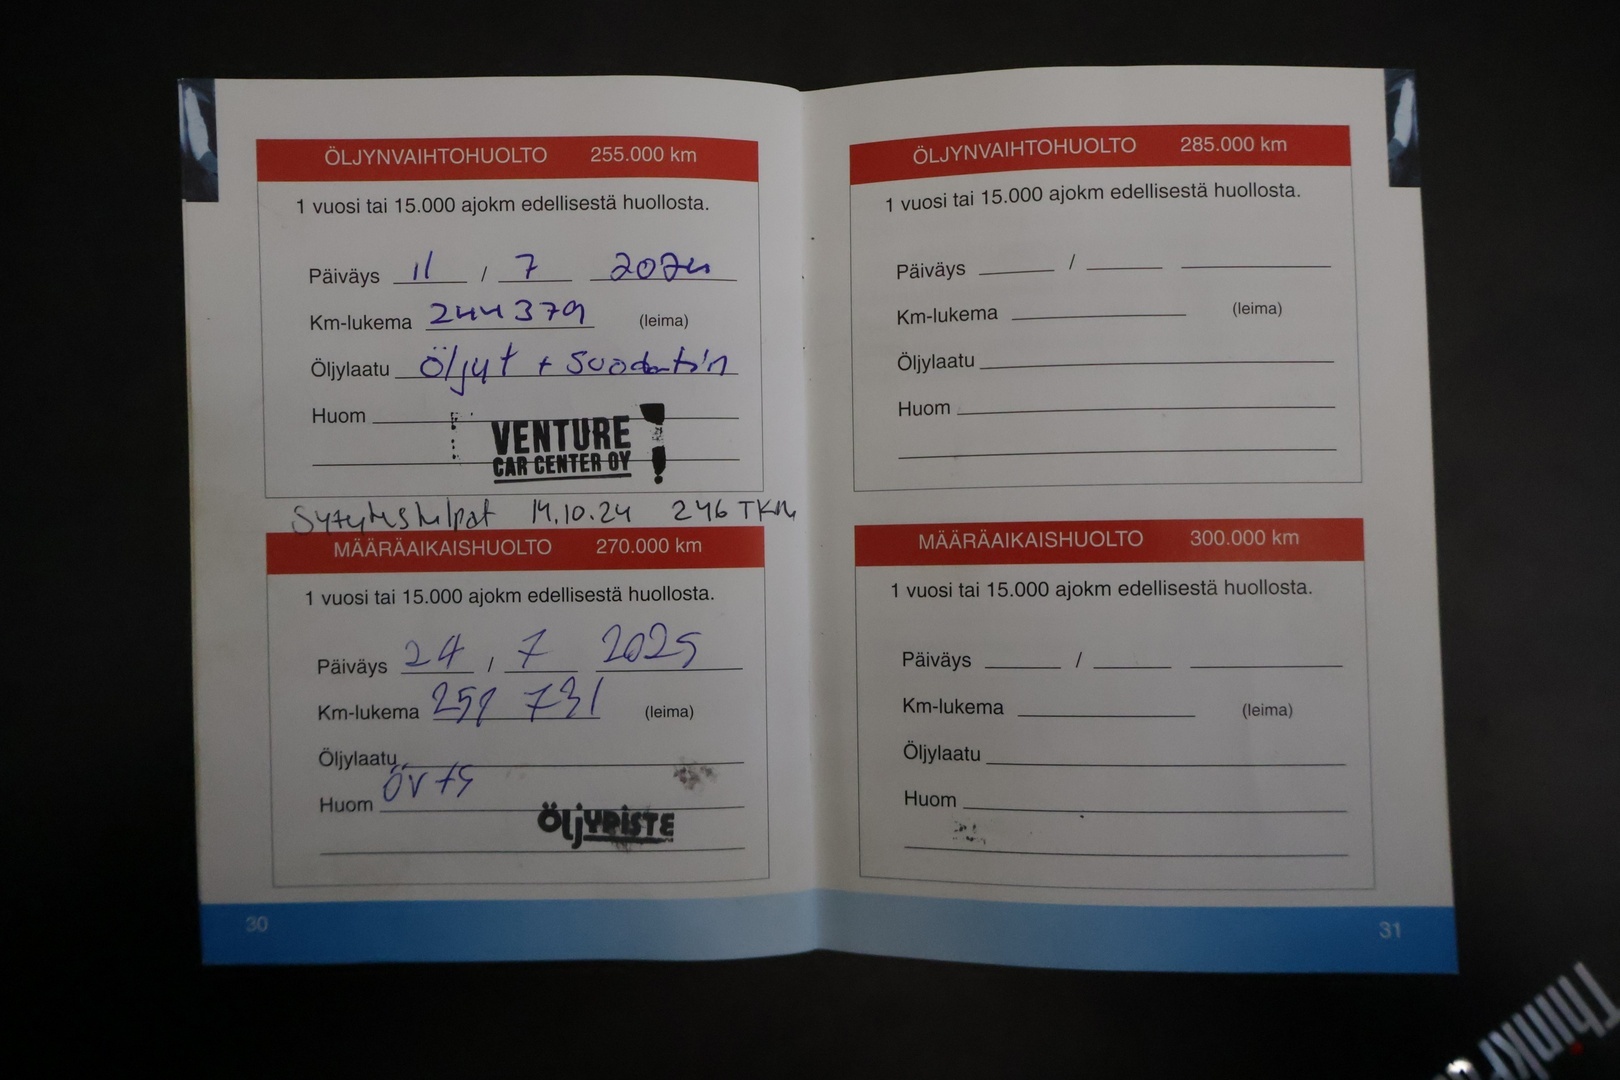 ÖLJYNVAIHTOHUOLTO 255.000 km
1 vuosi tai 15.000 ajokm edellisestä huollosta.
Päiväys 11 / 7 2024
Km-lukema 244379 (leima)
Öljylaatu Öljyt + Suodatin
Huom
VENTURE
CAR CENTER OY
Sytytystulpat 14.10.24 246 TKM
MÄÄRÄAIKAISHUOLTO 270.000 km
1 vuosi tai 15.000 ajokm edellisestä huollosta.
Päiväys 24 / 7 2025
Km-lukema 731 (leima)
Öljylaatu
Huom
ÖljYPISTE
30
ÖLJYNVAIHTOHUOLTO 285.000 km
1 vuosi tai 15.000 ajokm edellisestä huollosta.
Päiväys /
Km-lukema (leima)
Öljylaatu
Huom
MÄÄRÄAIKAISHUOLTO 300.000 km
1 vuosi tai 15.000 ajokm edellisestä huollosta.
Päiväys /
Km-lukema (leima)
Öljylaatu
Huom
31